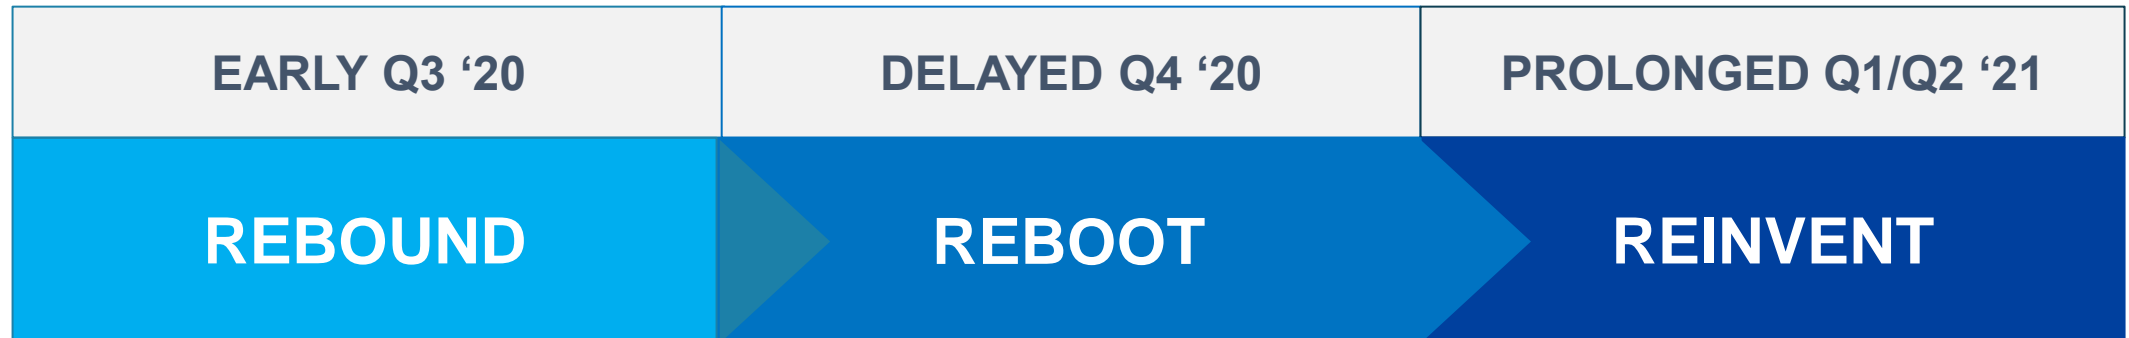 EARLY Q3 ‘20
DELAYED Q4 ‘20
PROLONGED Q1/Q2 ‘21
REBOUND
REBOOT
REINVENT